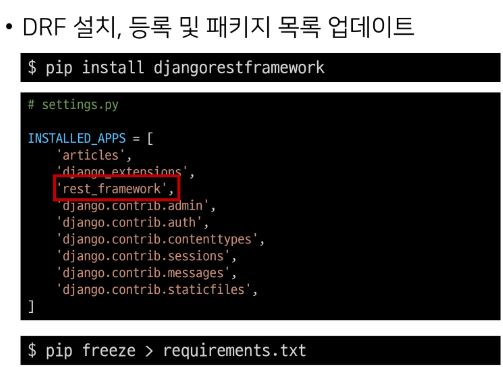 • DRF 설치, 등록 및 패키지 목록 업데이트
$ pip install djangorestframework
# settings.py
INSTALLED_APPS = [
    'articles',
    'django_extensions',
    'rest_framework',
    'django.contrib.admin',
    'django.contrib.auth',
    'django.contrib.contenttypes',
    'django.contrib.sessions',
    'django.contrib.messages',
    'django.contrib.staticfiles',
]
$ pip freeze > requirements.txt